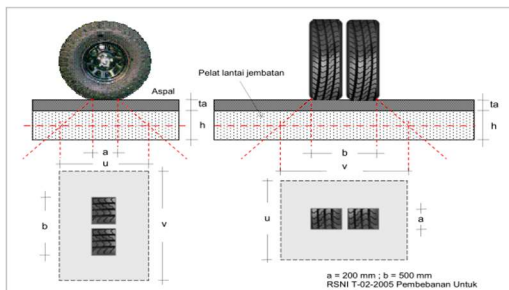 Aspal
ta
h
a
u
b
v
Pelat lantai jembatan
ta
h
b
v
u
a
a = 200 mm ; b = 500 mm
RSNI T-02-2005 Pembebanan Untuk